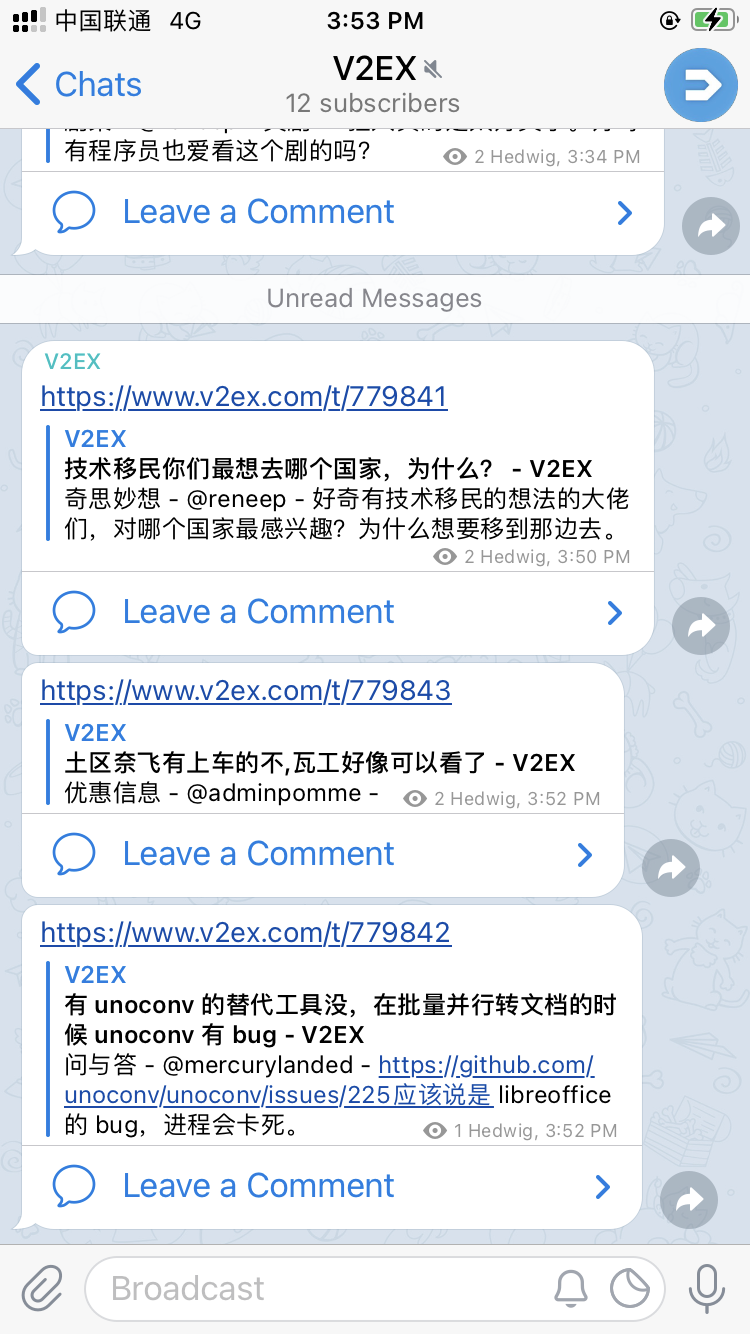 中国联通 4G 3:53 PM
Chats
V2EX
12 subscribers
有程序员也爱看这个剧的吗?
2 Hedwig, 3:34 PM
Leave a Comment
Unread Messages
V2EX
https://www.v2ex.com/t/779841
V2EX
技术移民你们最想去哪个国家，为什么？ - V2EX
奇思妙想 - @reneep - 好奇有技术移民的想法的大佬
们，对哪个国家最感兴趣？为什么想要移到那边去。
2 Hedwig, 3:50 PM
Leave a Comment
https://www.v2ex.com/t/779843
V2EX
土区奈飞有上车的不,瓦工好像可以看了 - V2EX
优惠信息 - @adminpomme -
2 Hedwig, 3:52 PM
Leave a Comment
https://www.v2ex.com/t/779842
V2EX
有 unoconv 的替代工具没，在批量并行转文档的时
候 unoconv 有 bug - V2EX
问与答 - @mercurylanded - https://github.com/
unoconv/unoconv/issues/225应该说是 libreoffice
的 bug，进程会卡死。
1 Hedwig, 3:52 PM
Leave a Comment
Broadcast